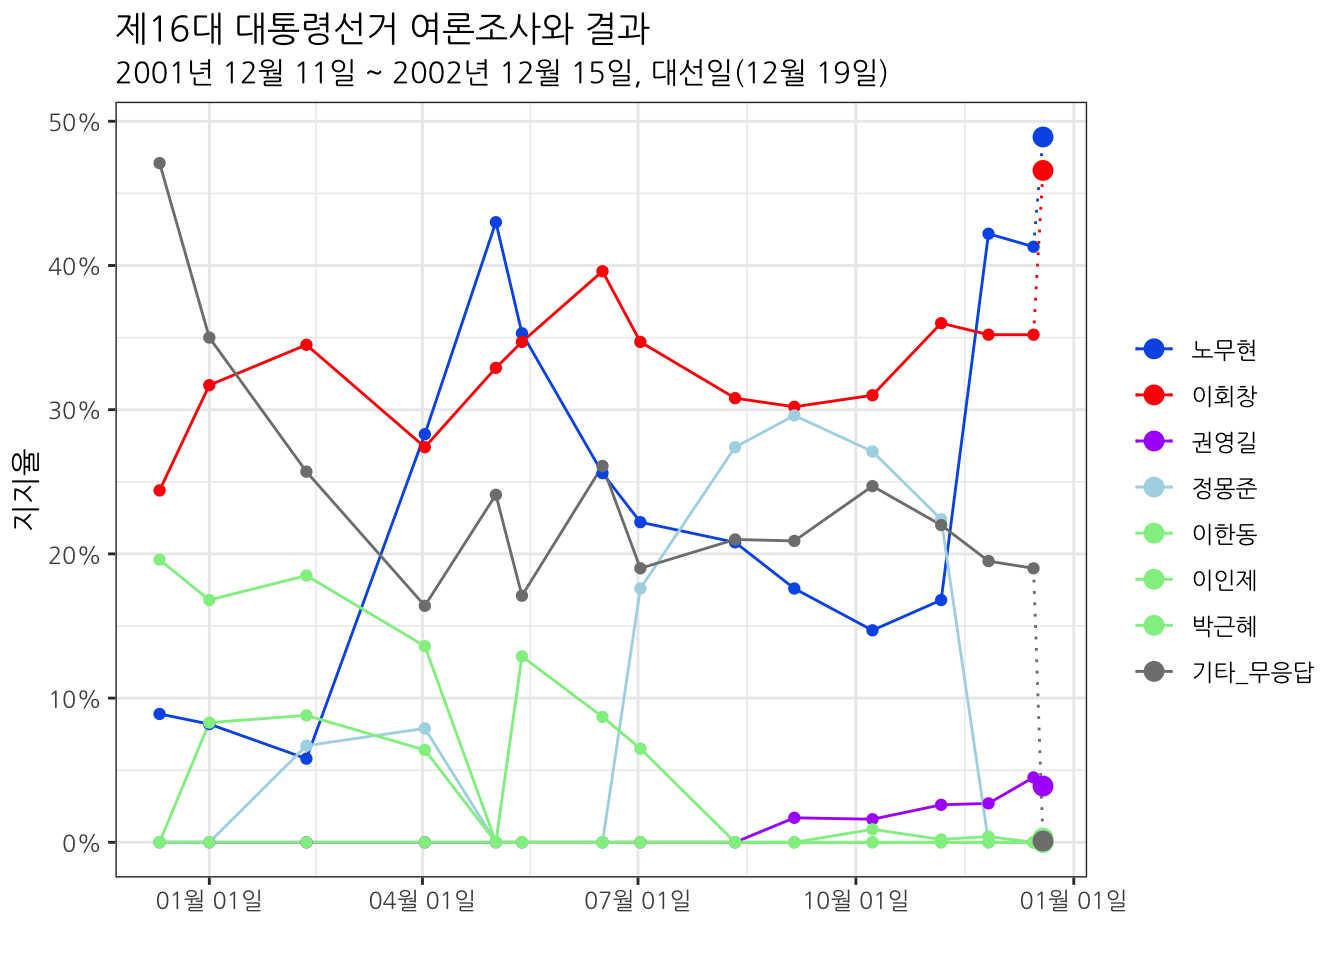 제16대 대통령선거 여론조사와 결과
2001년 12월 11일 ~ 2002년 12월 15일, 대선일(12월 19일)
지지율
50%
40%
30%
20%
10%
0%
01월 01일
04월 01일
07월 01일
10월 01일
01월 01일
노무현
이회창
권영길
정몽준
이한동
이인제
박근혜
기타_무응답